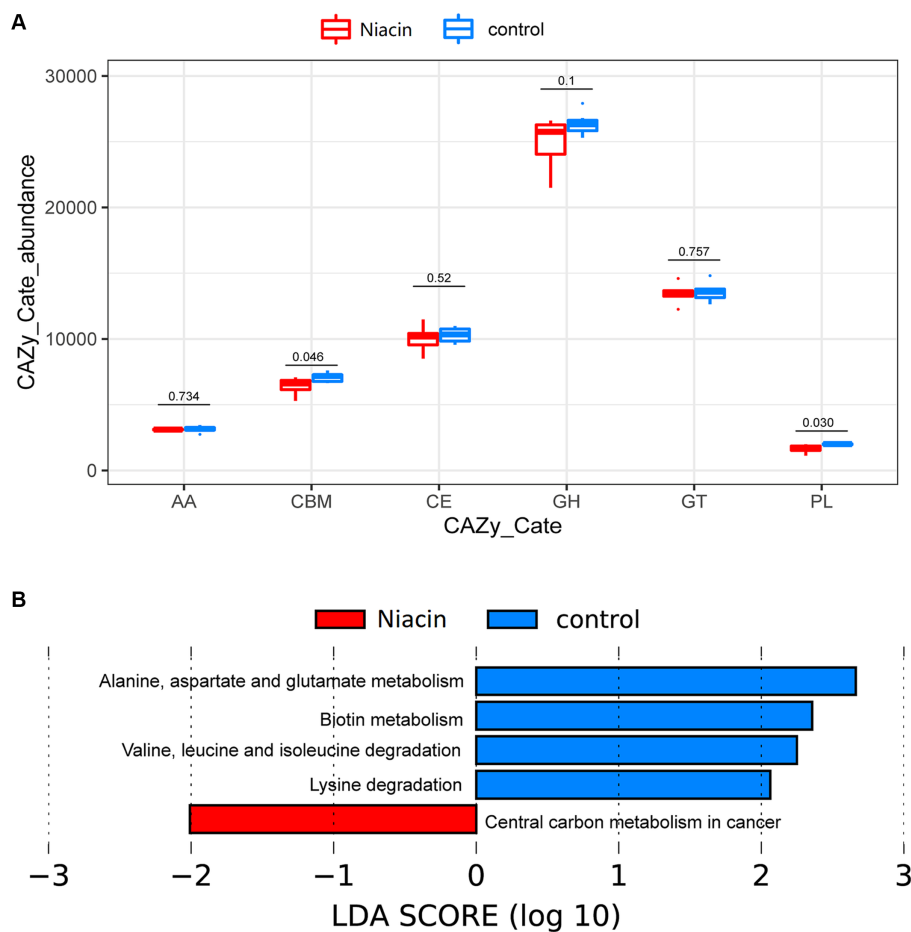 A
Niacin control
30000
20000
10000
0
CAZy_Cate_abundance
0.734
0.046
0.52
0.1
0.757
0.030
AA CBM CE GH GT PL
CAZy_Cate
B
Niacin control
Alanine, aspartate and glutamate metabolism
Biotin metabolism
Valine, leucine and isoleucine degradation
Lysine degradation
Central carbon metabolism in cancer
−3 −2 −1 0 1 2 3
LDA SCORE (log 10)